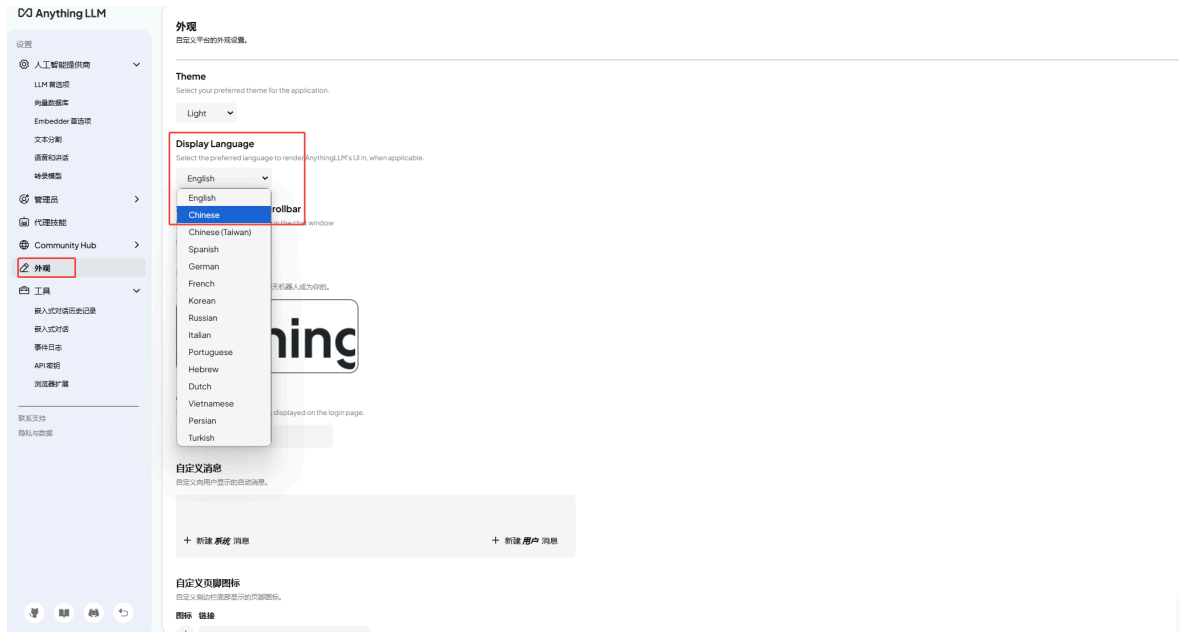 Anything LLM
设置
人工智能提供商
LLM 首选项
向量数据库
Embedder 首选项
文本分割
语音和讲话
转录模型
管理员
代理技能
Community Hub
外观
工具
嵌入式对话历史记录
嵌入式对话
事件日志
API 密钥
浏览器扩展
联系支持
隐私与数据
外观
自定义平台的外观设置。
Theme
Select your preferred theme for the application.
Light
Display Language
Select the preferred language to render AnythingLLM's UI in, when applicable.
English
English
Chinese
rollbar
in the chat window
Chinese (Taiwan)
Spanish
German
French
天机器人成为你的。
Korean
Russian
Italian
hing
Portuguese
Hebrew
Dutch
Vietnamese
displayed on the login page.
Persian
Turkish
自定义消息
自定义向用户显示的自动消息。
+ 新建 系统 消息
+ 新建 用户 消息
自定义页脚图标
自定义侧边栏底部显示的页脚图标。
图标 链接